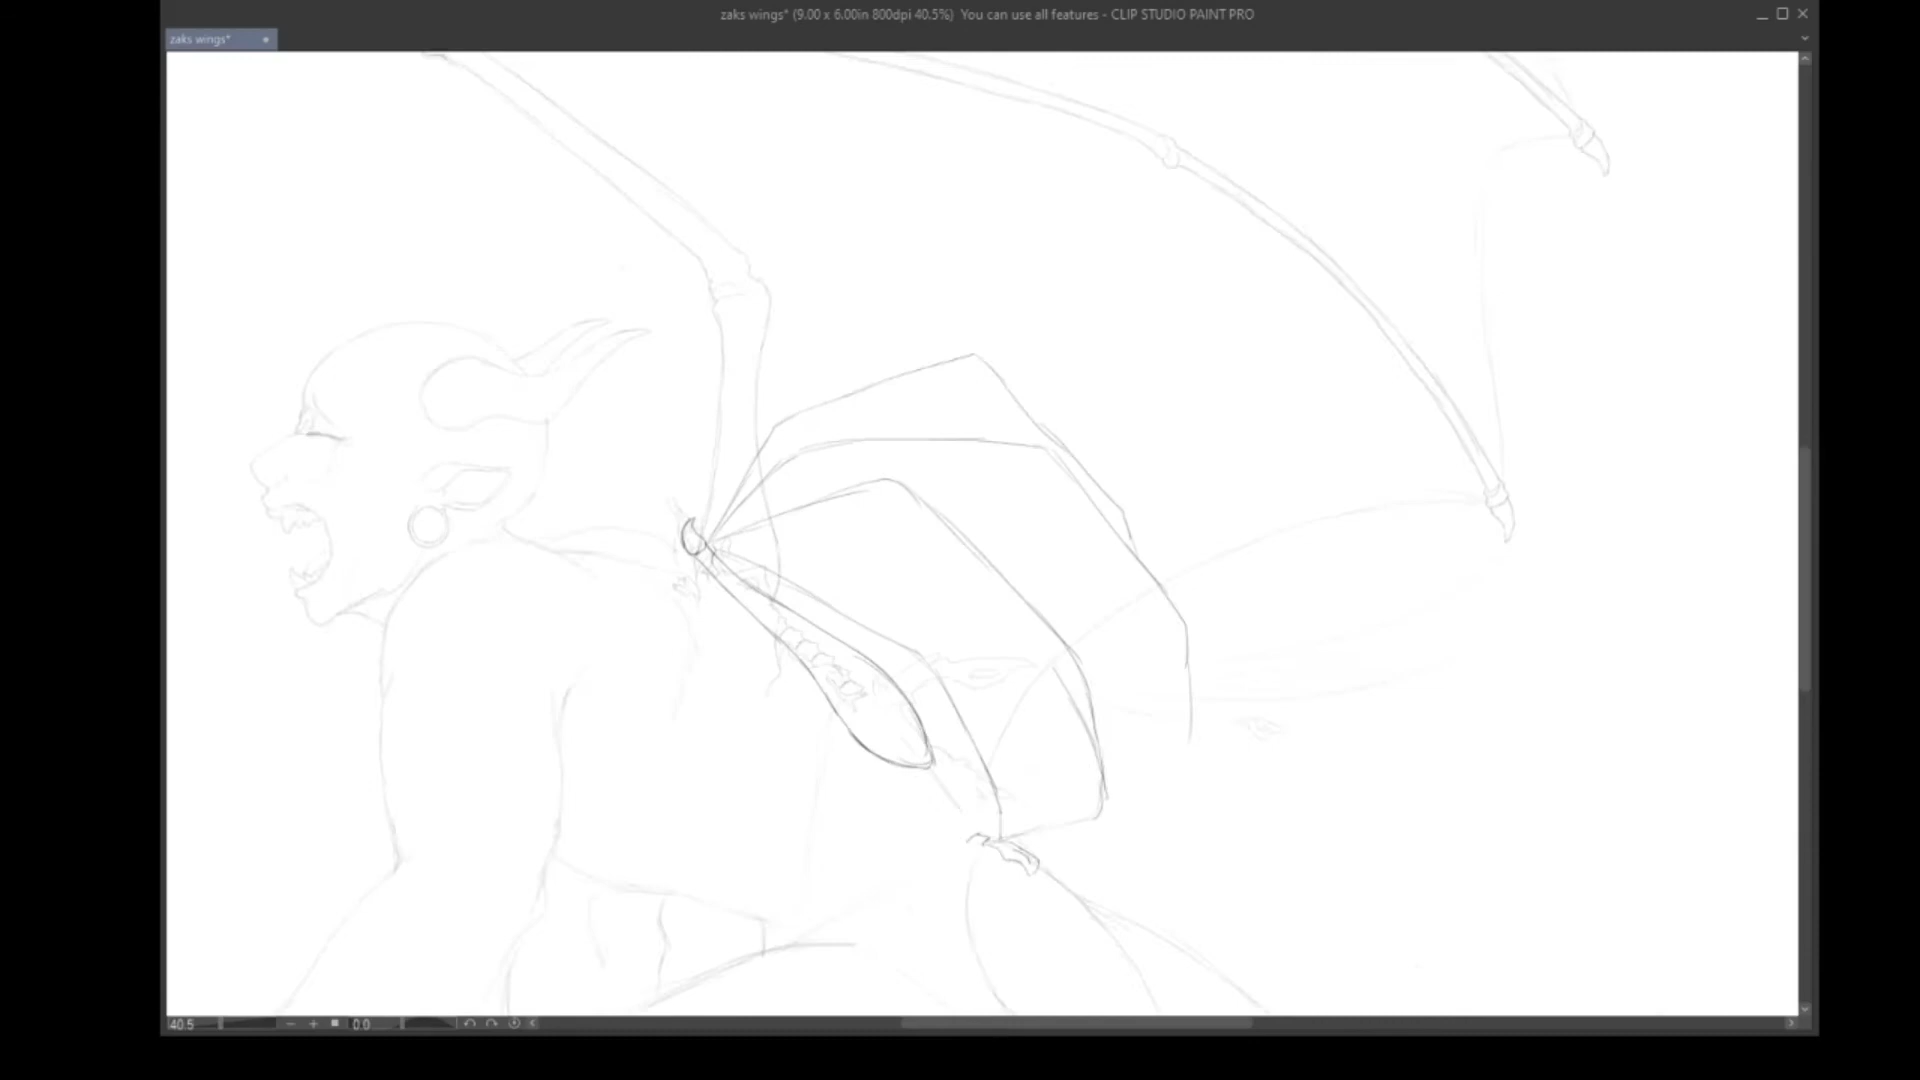 zaks wings* (9.00 x 6.00in 800dpi 40.5%)  You can use all features - CLIP STUDIO PAINT PRO
zaks wings*
40.5
0.0